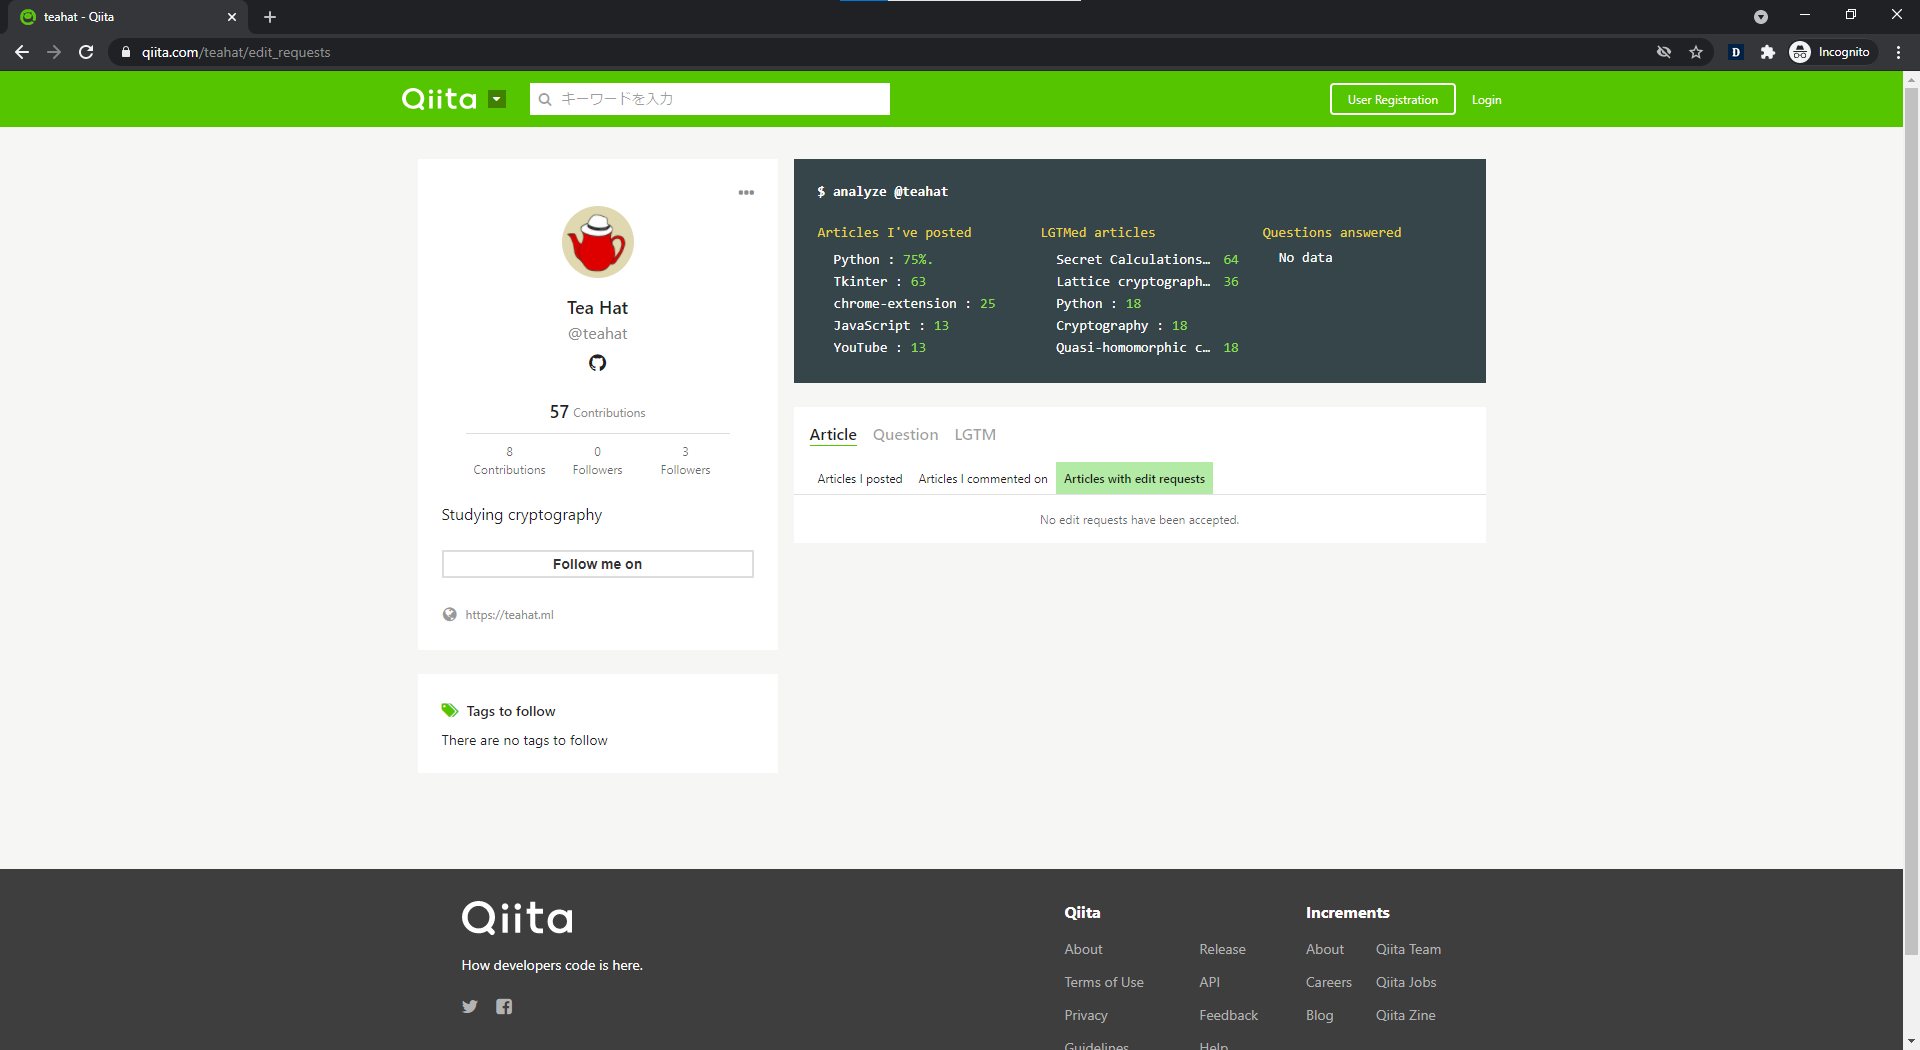 teahat - Qiita
qiita.com/teahat/edit_requests
Incognito
Qiita
キーワードを入力
User Registration
Login
Tea Hat
@teahat
57 Contributions
8 0 3
Contributions Followers Followers
Studying cryptography
Follow me on
https://teahat.ml
Tags to follow
There are no tags to follow
$ analyze @teahat
Articles I've posted
Python : 75%.
Tkinter : 63
chrome-extension : 25
JavaScript : 13
YouTube : 13
LGTMed articles
Secret Calculations… 64
Lattice cryptograph… 36
Python : 18
Cryptography : 18
Quasi-homomorphic c… 18
Questions answered
No data
Article Question LGTM
Articles I posted Articles I commented on Articles with edit requests
No edit requests have been accepted.
Qiita
How developers code is here.
Qiita
About Release
Terms of Use API
Privacy Feedback
Guidelines Help
Increments
About Qiita Team
Careers Qiita Jobs
Blog Qiita Zine